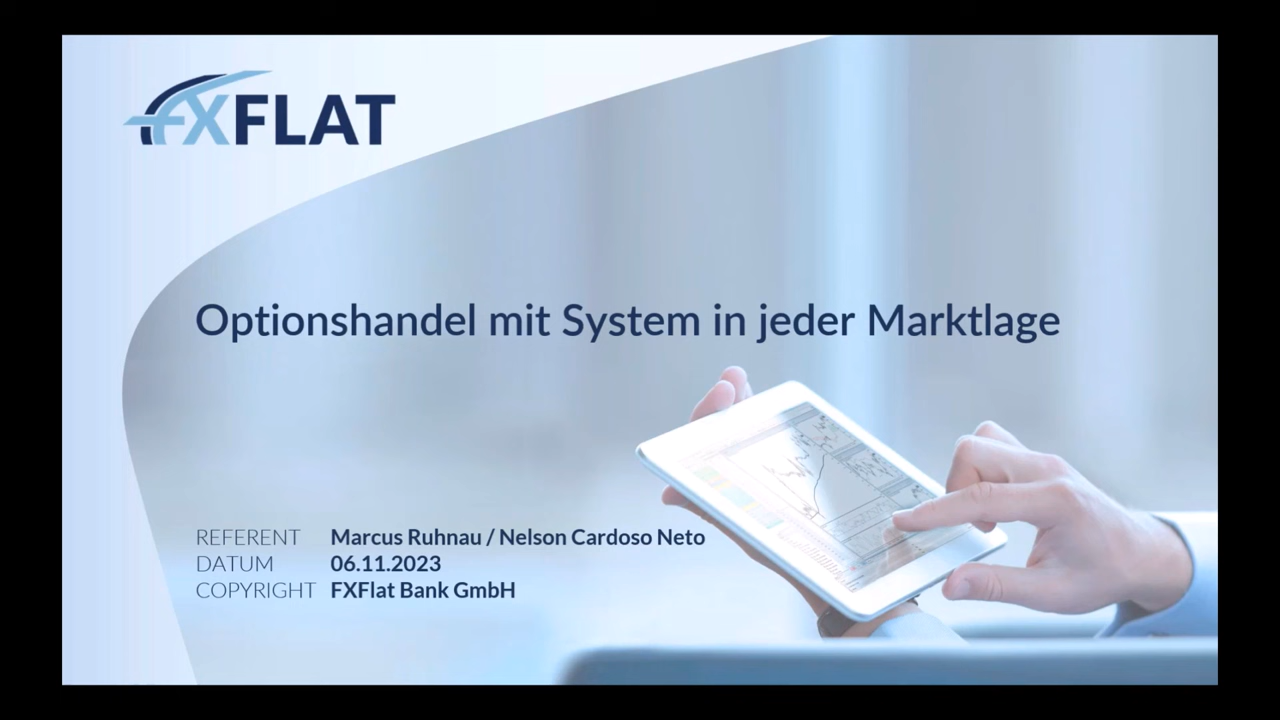 FXFLAT
Optionshandel mit System in jeder Marktlage
REFERENT Marcus Ruhnau / Nelson Cardoso Neto
DATUM 06.11.2023
COPYRIGHT FXFlat Bank GmbH